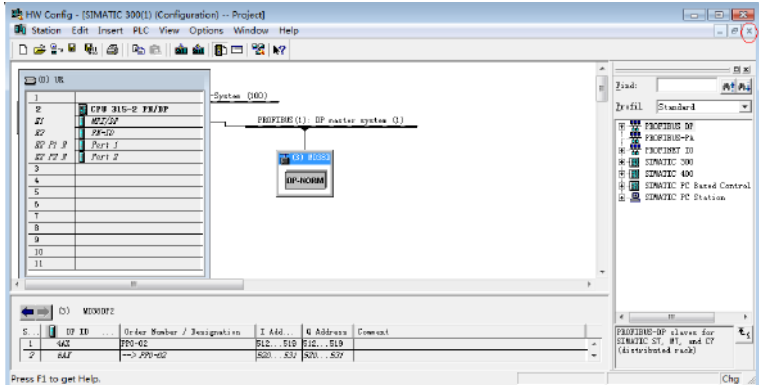 HW Config - [SIMATIC 300(1) (Configuration) -- Project]
Station Edit Insert PLC View Options Window Help
(0) UR
1
2 CPU 315-2 PN/DP
X1 MPI/DP
X2 PN-IO
X2 P1 R Port 1
X2 P2 R Port 2
3
4
5
6
7
8
9
10
11
-System (100)
PROFIBUS(1): DP master system (1)
(3)
DP-NORM
Find:
Profil Standard
PROFIBUS DP
PROFIBUS-PA
PROFINET IO
SIMATIC 300
SIMATIC 400
SIMATIC PC Based Control
SIMATIC PC Station
(3)
S... DP ID ... Order Number / Designation I Add... Q Address Comment
1 4AX PPO-02 512...519 512...519
2 6AX --> PPO-02 520...531 520...531
PROFIBUS-DP slaves for
SIMATIC S7, M7, and C7
(distributed rack)
Press F1 to get Help.
Chg